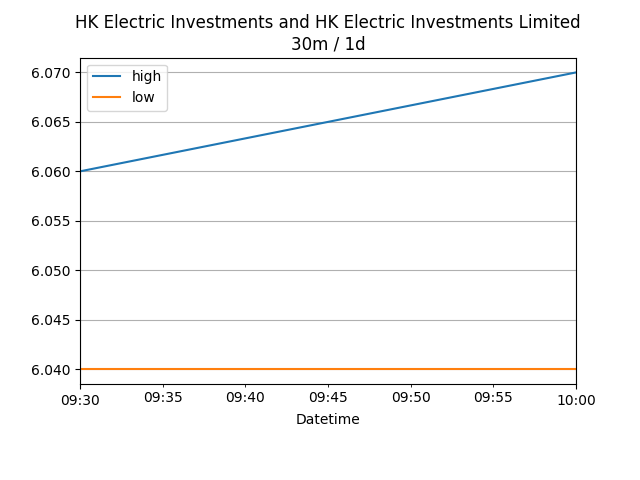 HK Electric Investments and HK Electric Investments Limited
30m / 1d
high
low
6.070
6.065
6.060
6.055
6.050
6.045
6.040
09:30 09:35 09:40 09:45 09:50 09:55 10:00
Datetime